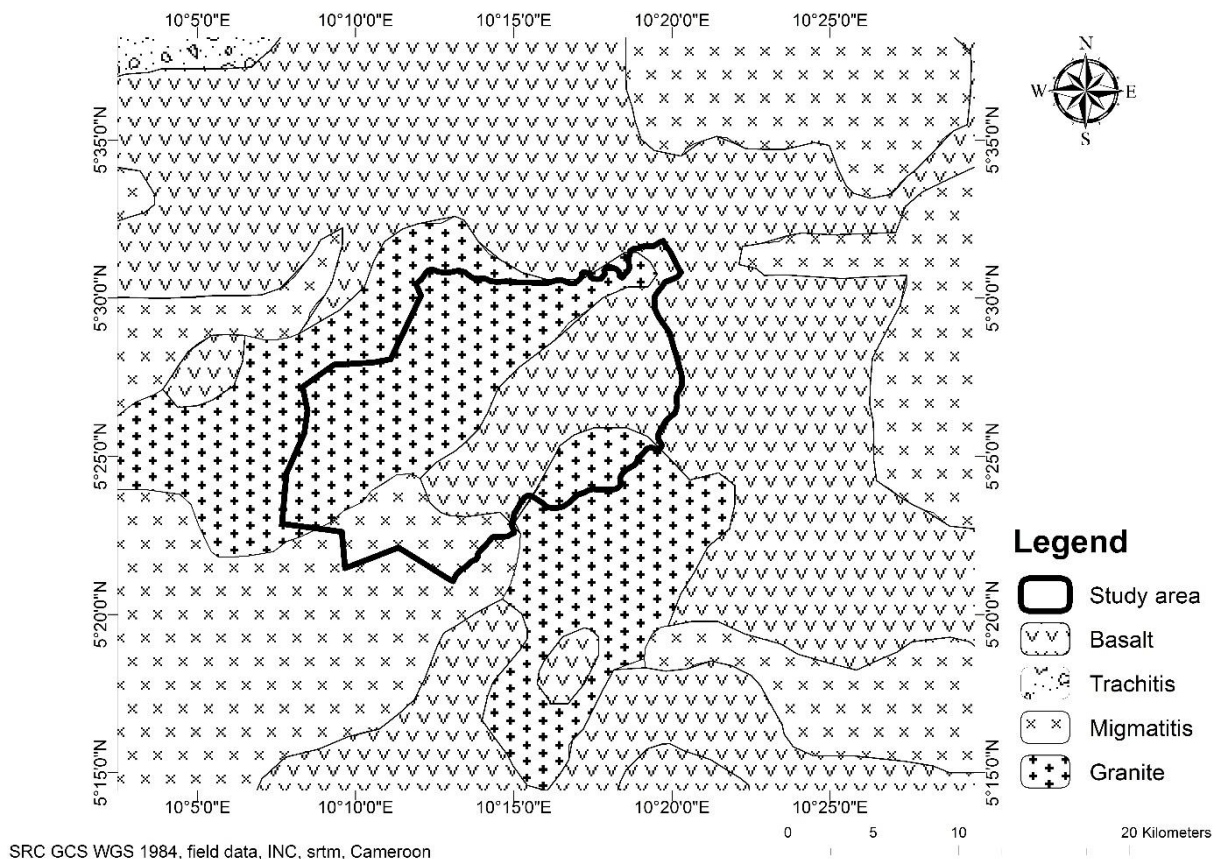 10°5'0"E 10°10'0"E 10°15'0"E 10°20'0"E 10°25'0"E
N
W E
S
5°35'0"N 5°35'0"N
5°30'0"N 5°30'0"N
5°25'0"N 5°25'0"N
5°20'0"N 5°20'0"N
5°15'0"N 5°15'0"N
Legend
Study area
Basalt
Trachitis
Migmatitis
Granite
10°5'0"E 10°10'0"E 10°15'0"E 10°20'0"E 10°25'0"E
0 5 10 20 Kilometers
SRC GCS WGS 1984, field data, INC, srtm, Cameroon